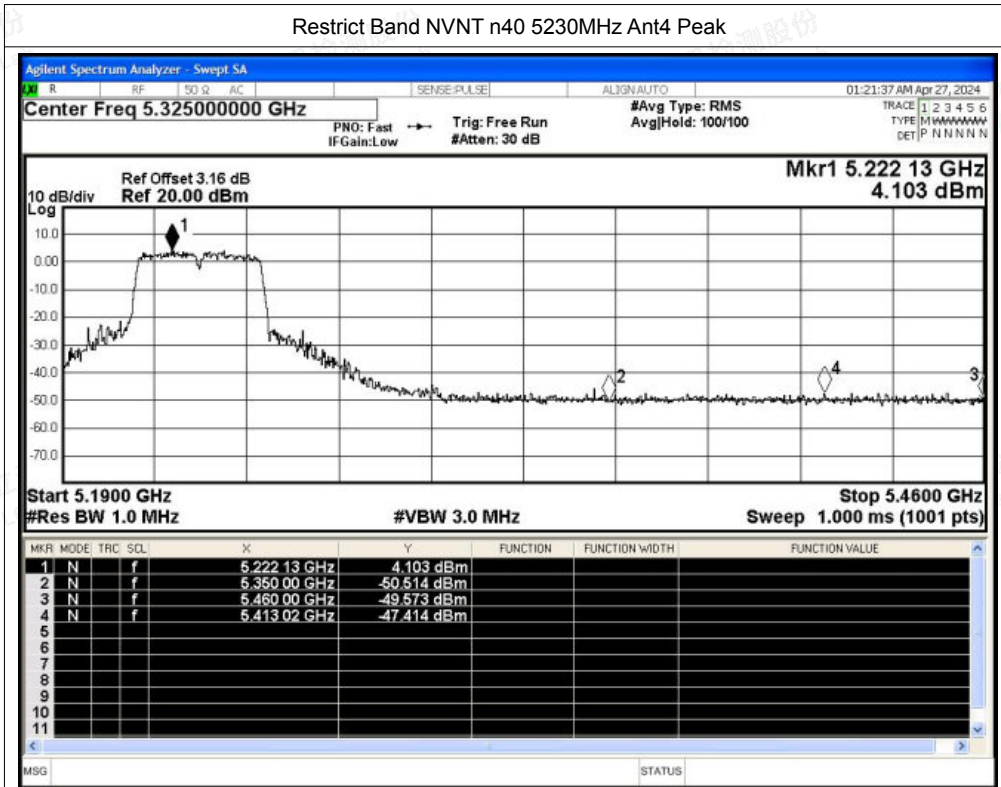 Restrict Band NVNT n40 5230MHz Ant4 Peak
Agilent Spectrum Analyzer - Swept SA
LXI R RF 50 Ω AC SENSE:PULSE ALIGNAUTO 01:21:37 AM Apr 27, 2024
Center Freq 5.325000000 GHz #Avg Type: RMS TRACE 1 2 3 4 5 6
PNO: Fast Trig: Free Run Avg|Hold: 100/100 TYPE M WWWWW
IFGain:Low #Atten: 30 dB DET P N N N N N
Mkr1 5.222 13 GHz
4.103 dBm
Ref Offset 3.16 dB
10 dB/div Ref 20.00 dBm
Log
10.0
0.00
-10.0
-20.0
-30.0
-40.0
-50.0
-60.0
-70.0
1
2
4
3
Start 5.1900 GHz Stop 5.4600 GHz
#Res BW 1.0 MHz #VBW 3.0 MHz Sweep 1.000 ms (1001 pts)
MKR MODE TRC SCL X Y FUNCTION FUNCTION WIDTH FUNCTION VALUE
1 N f 5.222 13 GHz 4.103 dBm
2 N f 5.350 00 GHz -50.514 dBm
3 N f 5.460 00 GHz -49.573 dBm
4 N f 5.413 02 GHz -47.414 dBm
5
6
7
8
9
10
11
MSG STATUS